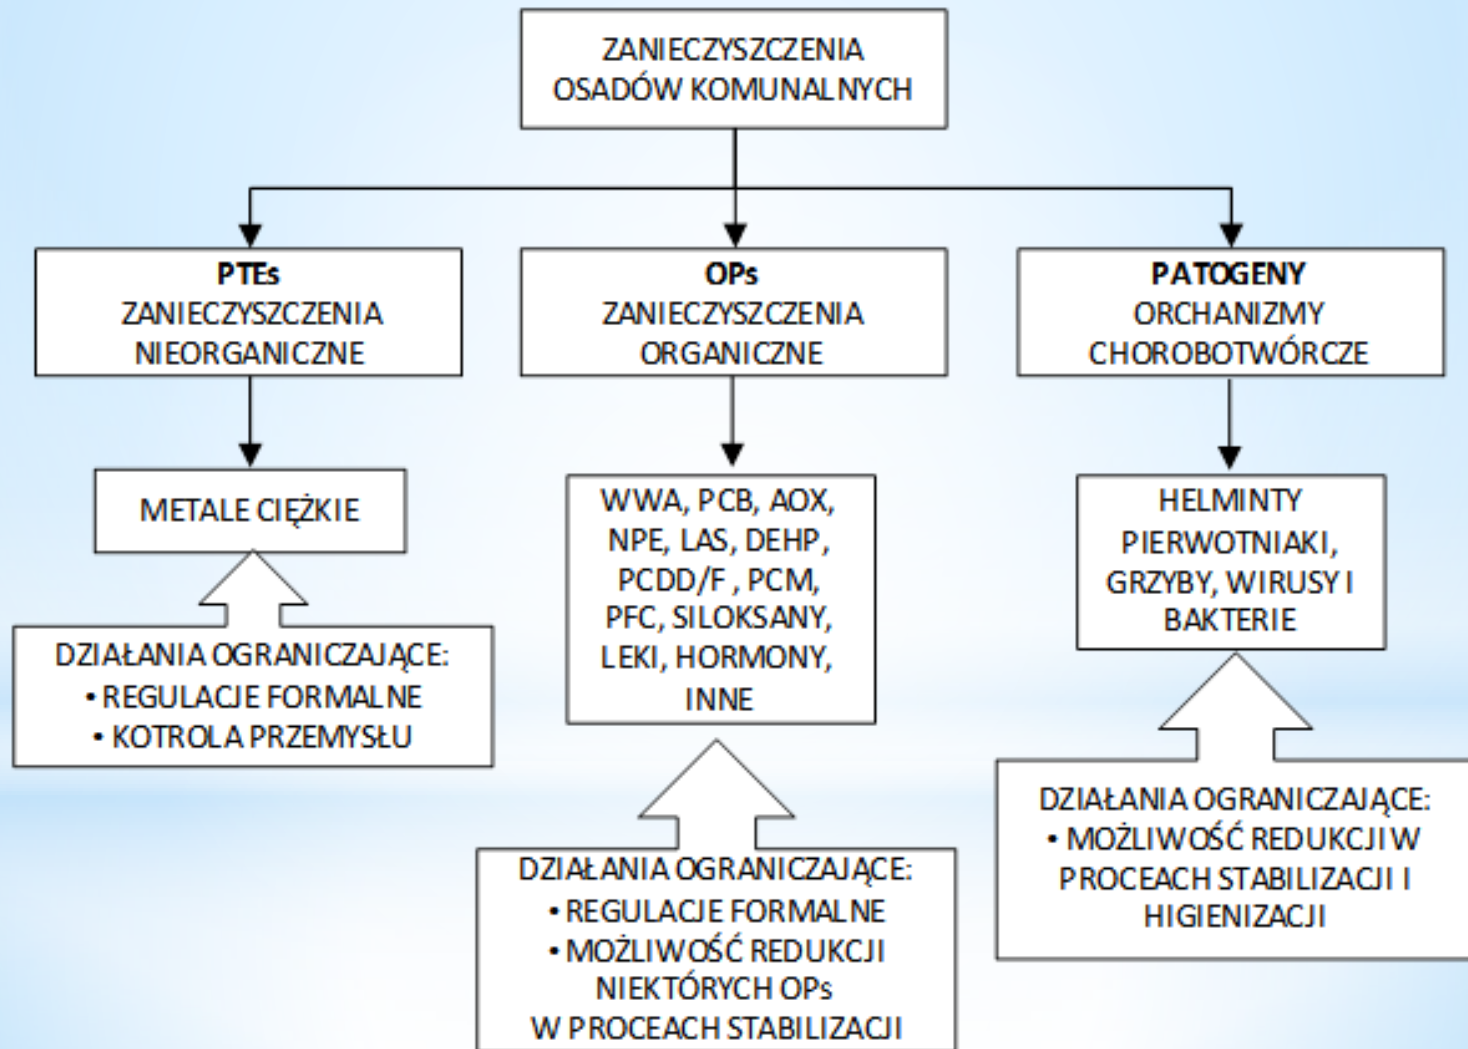 ZANIECZYSZCZENIA
OSADÓW KOMUNALNYCH
PTEs
ZANIECZYSZCZENIA
NIEORGANICZNE
OPs
ZANIECZYSZCZENIA
ORGANICZNE
PATOGENY
ORCHANIZMY
CHOROBOTWÓRCZE
METALE CIĘŻKIE
WWA, PCB, AOX,
NPE, LAS, DEHP,
PCDD/F , PCM,
PFC, SILOKSANY,
LEKI, HORMONY,
INNE
HELMINTY
PIERWOTNIAKI,
GRZYBY, WIRUSY I
BAKTERIE
DZIAŁANIA OGRANICZAJĄCE:
• REGULACJE FORMALNE
• KOTROLA PRZEMYSŁU
DZIAŁANIA OGRANICZAJĄCE:
• REGULACJE FORMALNE
• MOŻLIWOŚĆ REDUKCJI
NIEKTÓRYCH OPs
W PROCEACH STABILIZACJI
DZIAŁANIA OGRANICZAJĄCE:
• MOŻLIWOŚĆ REDUKCJI W
PROCEACH STABILIZACJI I
HIGIENIZACJI